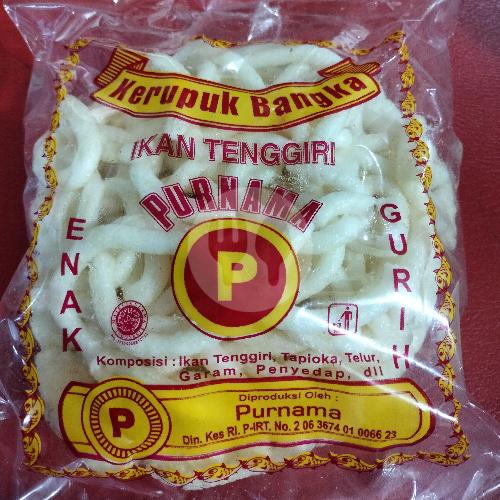 Kerupuk Bangka
IKAN TENGGIRI
PURNAMA
P
ENAK
GURIH
Komposisi : Ikan Tenggiri, Tapioka, Telur,
Garam, Penyedap, dll
P
Diproduksi Oleh :
Purnama
Din. Kes RI. P-IRT. No. 2 06 3674 01 0066 23